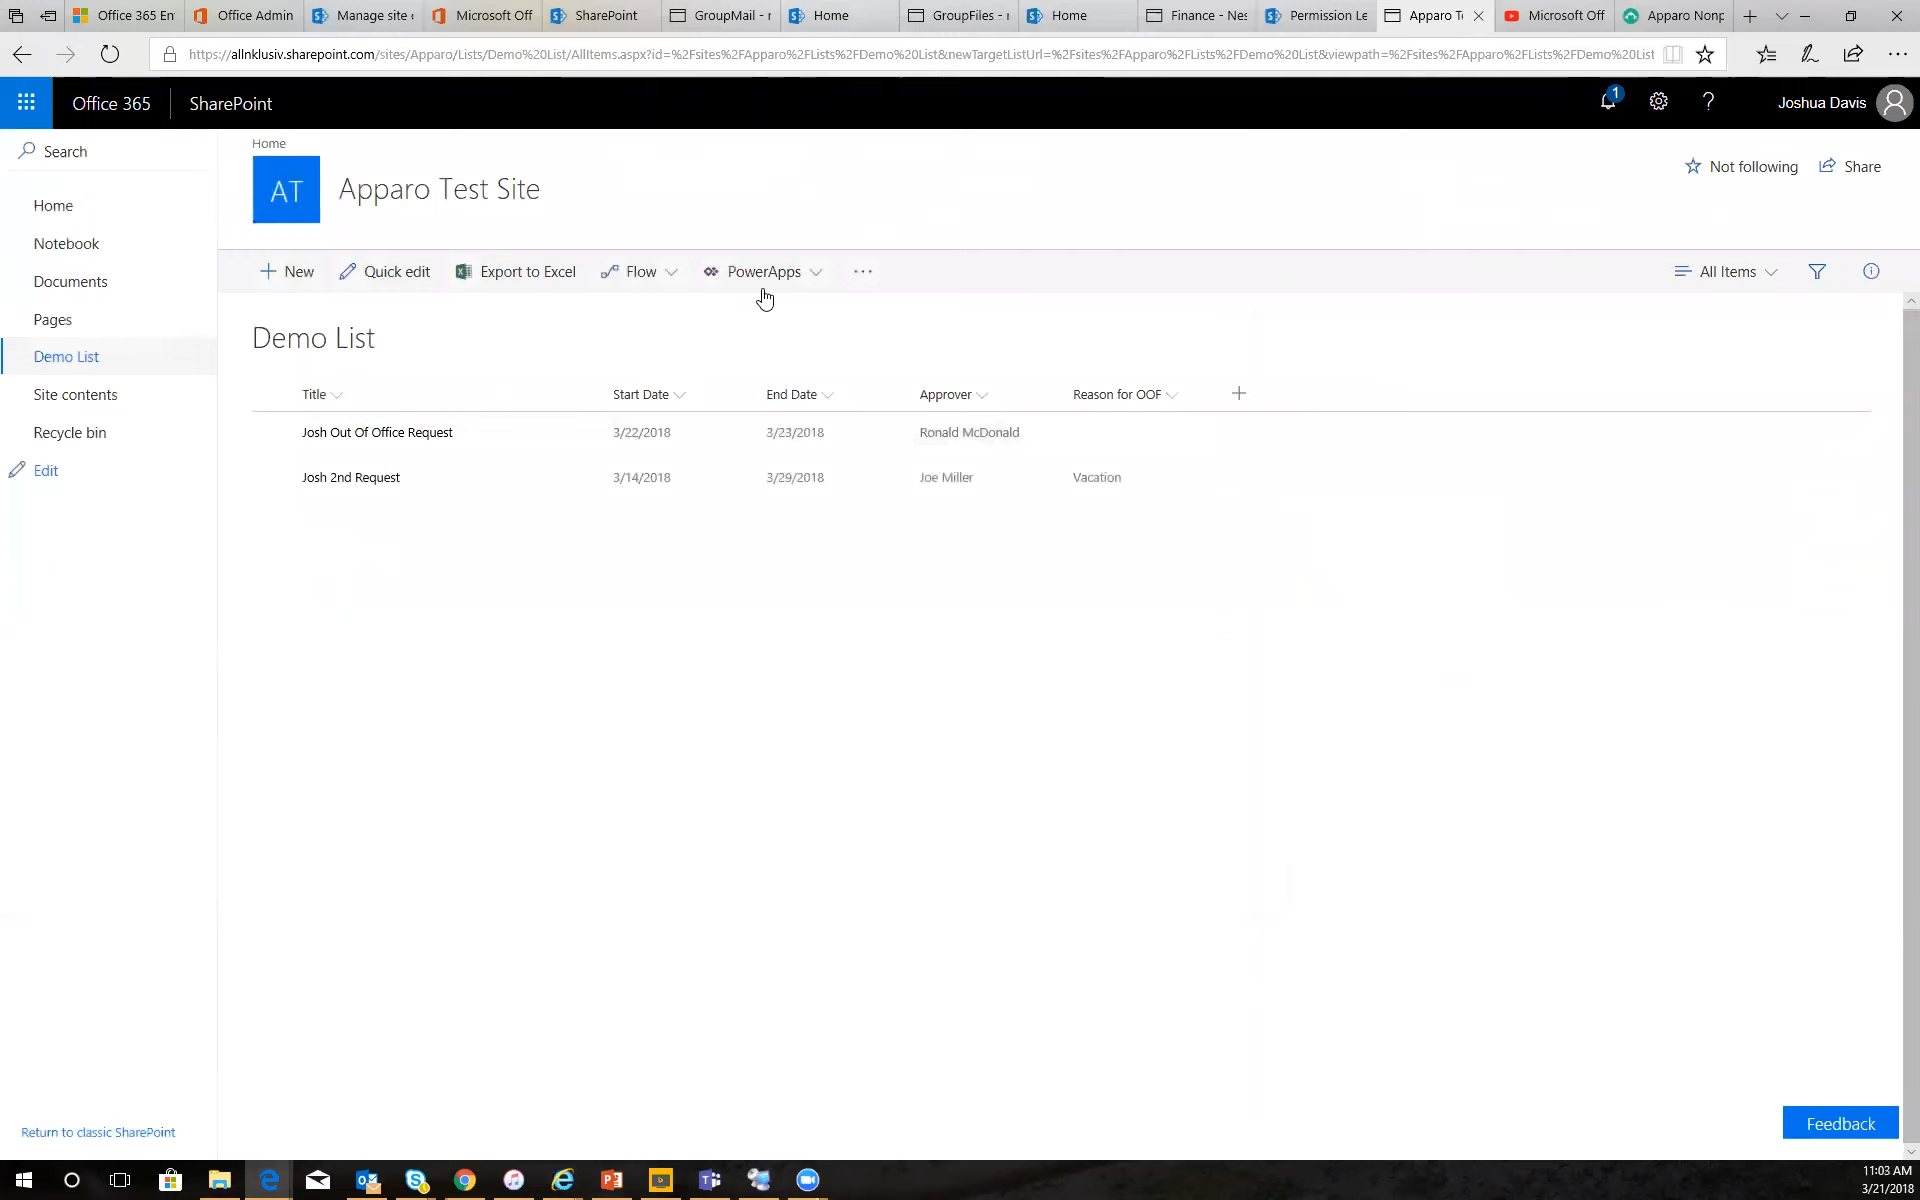 Office 365 En
Office Admin
Manage site
Microsoft Off
SharePoint
GroupMail - r
Home
GroupFiles - r
Home
Finance - Nes
Permission Le
Apparo T
Microsoft Off
Apparo Nonp
https://allnklusiv.sharepoint.com/sites/Apparo/Lists/Demo%20List/AllItems.aspx?id=%2Fsites%2FApparo%2FLists%2FDemo%20List&newTargetListUrl=%2Fsites%2FApparo%2FLists%2FDemo%20List&viewpath=%2Fsites%2FApparo%2FLists%2FDemo%20List
Office 365
SharePoint
1
?
Joshua Davis
Search
Home
AT
Apparo Test Site
Not following
Share
Home
Notebook
Documents
Pages
Demo List
Site contents
Recycle bin
Edit
New
Quick edit
Export to Excel
Flow
PowerApps
All Items
Demo List
Title Start Date End Date Approver Reason for OOF
Josh Out Of Office Request 3/22/2018 3/23/2018 Ronald McDonald
Josh 2nd Request 3/14/2018 3/29/2018 Joe Miller Vacation
Return to classic SharePoint
Feedback
11:03 AM
3/21/2018